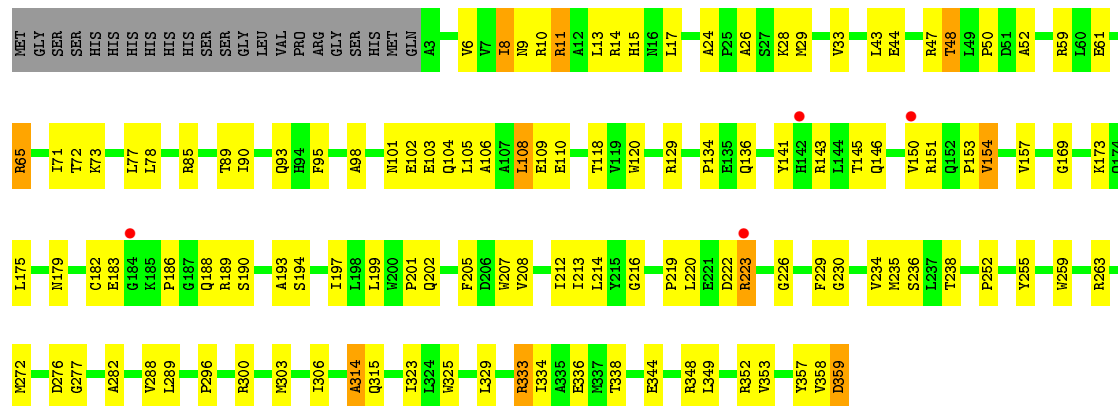 MET GLY SER SER HIS HIS HIS HIS HIS HIS SER SER GLY LEU VAL PRO ARG GLY SER HIS MET GLN A3 V6 V7 I8 N9 R10 R11 A12 L13 R14 H15 N16 L17 A24 P25 A26 S27 K28 M29 V33 L43 E44 R47 T48 L49 P50 D51 A52 R59 L60 E61
R65 I71 T72 K73 L77 L78 R85 T89 I90 Q93 H94 F95 A98 N101 E102 E103 Q104 L105 A106 A107 L108 E109 E110 T118 V119 W120 R129 P134 E135 Q136 Y141 H142 R143 L144 T145 Q146 V150 R151 Q152 P153 V154 V157 G169 K173 Q174
L175 N179 C182 E183 G184 K185 P186 G187 Q188 R189 S190 A193 S194 I197 L198 L199 W200 P201 Q202 F205 D206 W207 V208 I212 I213 L214 Y215 G216 P219 L220 E221 D222 R223 G226 F229 G230 V234 M235 S236 L237 T238 P252 Y255 W259 R263
M272 D276 G277 A282 V288 L289 P296 R300 M303 I306 A314 Q315 I323 L324 W325 L329 R333 I334 A335 E336 M337 T338 E344 R348 L349 R352 V353 Y357 V358 D359